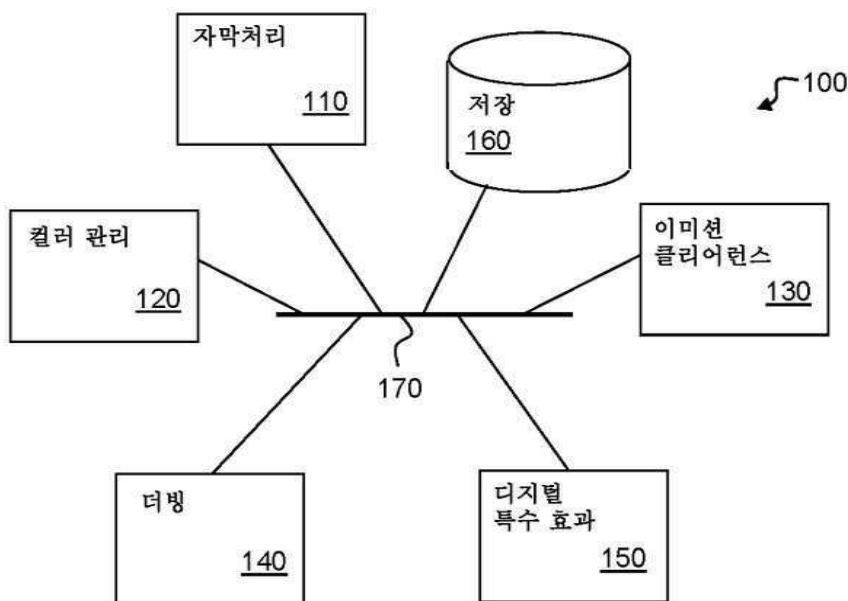 자막처리
110
저장
160
100
컬러 관리
120
이미션
클리어런스
130
170
더빙
140
디지털
특수 효과
150